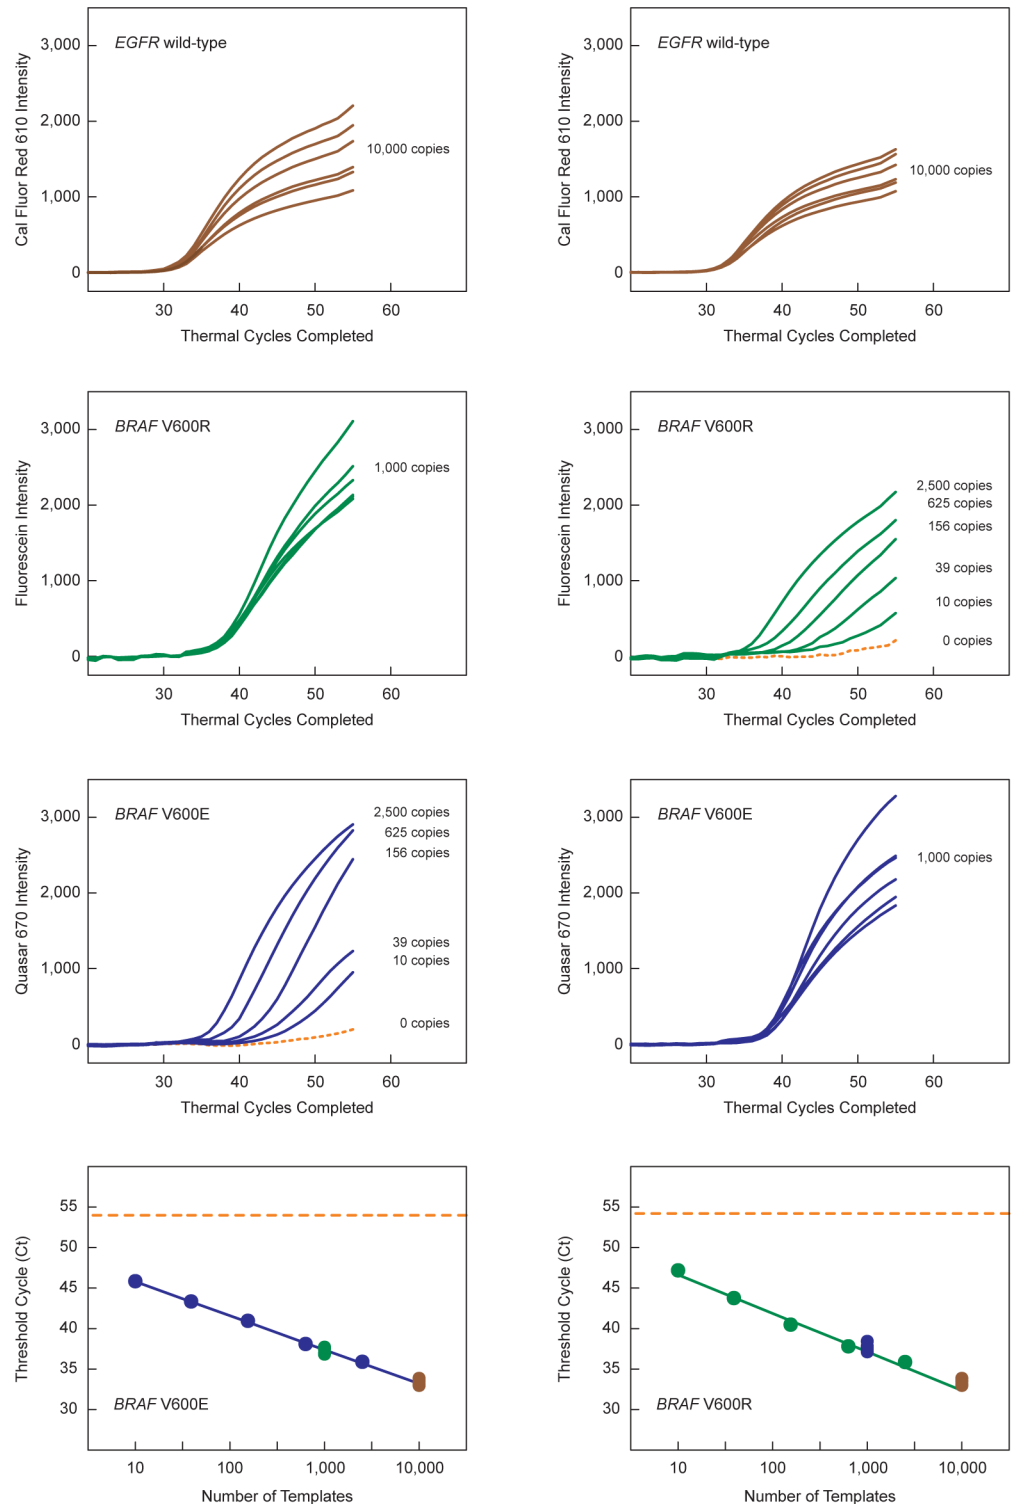 EGFR wild-type
3,000
2,000
1,000
0
10,000 copies
30 40 50 60
Thermal Cycles Completed
Cal Fluor Red 610 Intensity
EGFR wild-type
3,000
2,000
1,000
0
10,000 copies
30 40 50 60
Thermal Cycles Completed
Cal Fluor Red 610 Intensity
BRAF V600R
3,000
2,000
1,000
0
1,000 copies
30 40 50 60
Thermal Cycles Completed
Fluorescein Intensity
BRAF V600R
3,000
2,000
1,000
0
2,500 copies
625 copies
156 copies
39 copies
10 copies
0 copies
30 40 50 60
Thermal Cycles Completed
Fluorescein Intensity
BRAF V600E
3,000
2,000
1,000
0
2,500 copies
625 copies
156 copies
39 copies
10 copies
0 copies
30 40 50 60
Thermal Cycles Completed
Quasar 670 Intensity
BRAF V600E
3,000
2,000
1,000
0
1,000 copies
30 40 50 60
Thermal Cycles Completed
Quasar 670 Intensity
55
50
45
40
35
30
BRAF V600E
10 100 1,000 10,000
Number of Templates
Threshold Cycle (Ct)
55
50
45
40
35
30
BRAF V600R
10 100 1,000 10,000
Number of Templates
Threshold Cycle (Ct)